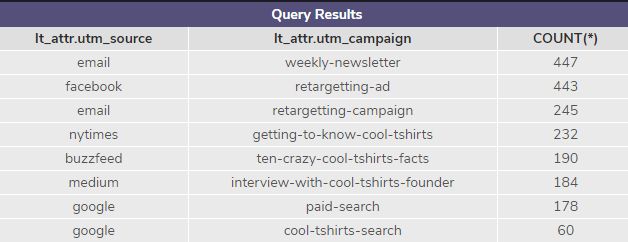 Query Results
lt_attr.utm_source lt_attr.utm_campaign COUNT(*)
email weekly-newsletter 447
facebook retargetting-ad 443
email retargetting-campaign 245
nytimes getting-to-know-cool-tshirts 232
buzzfeed ten-crazy-cool-tshirts-facts 190
medium interview-with-cool-tshirts-founder 184
google paid-search 178
google cool-tshirts-search 60